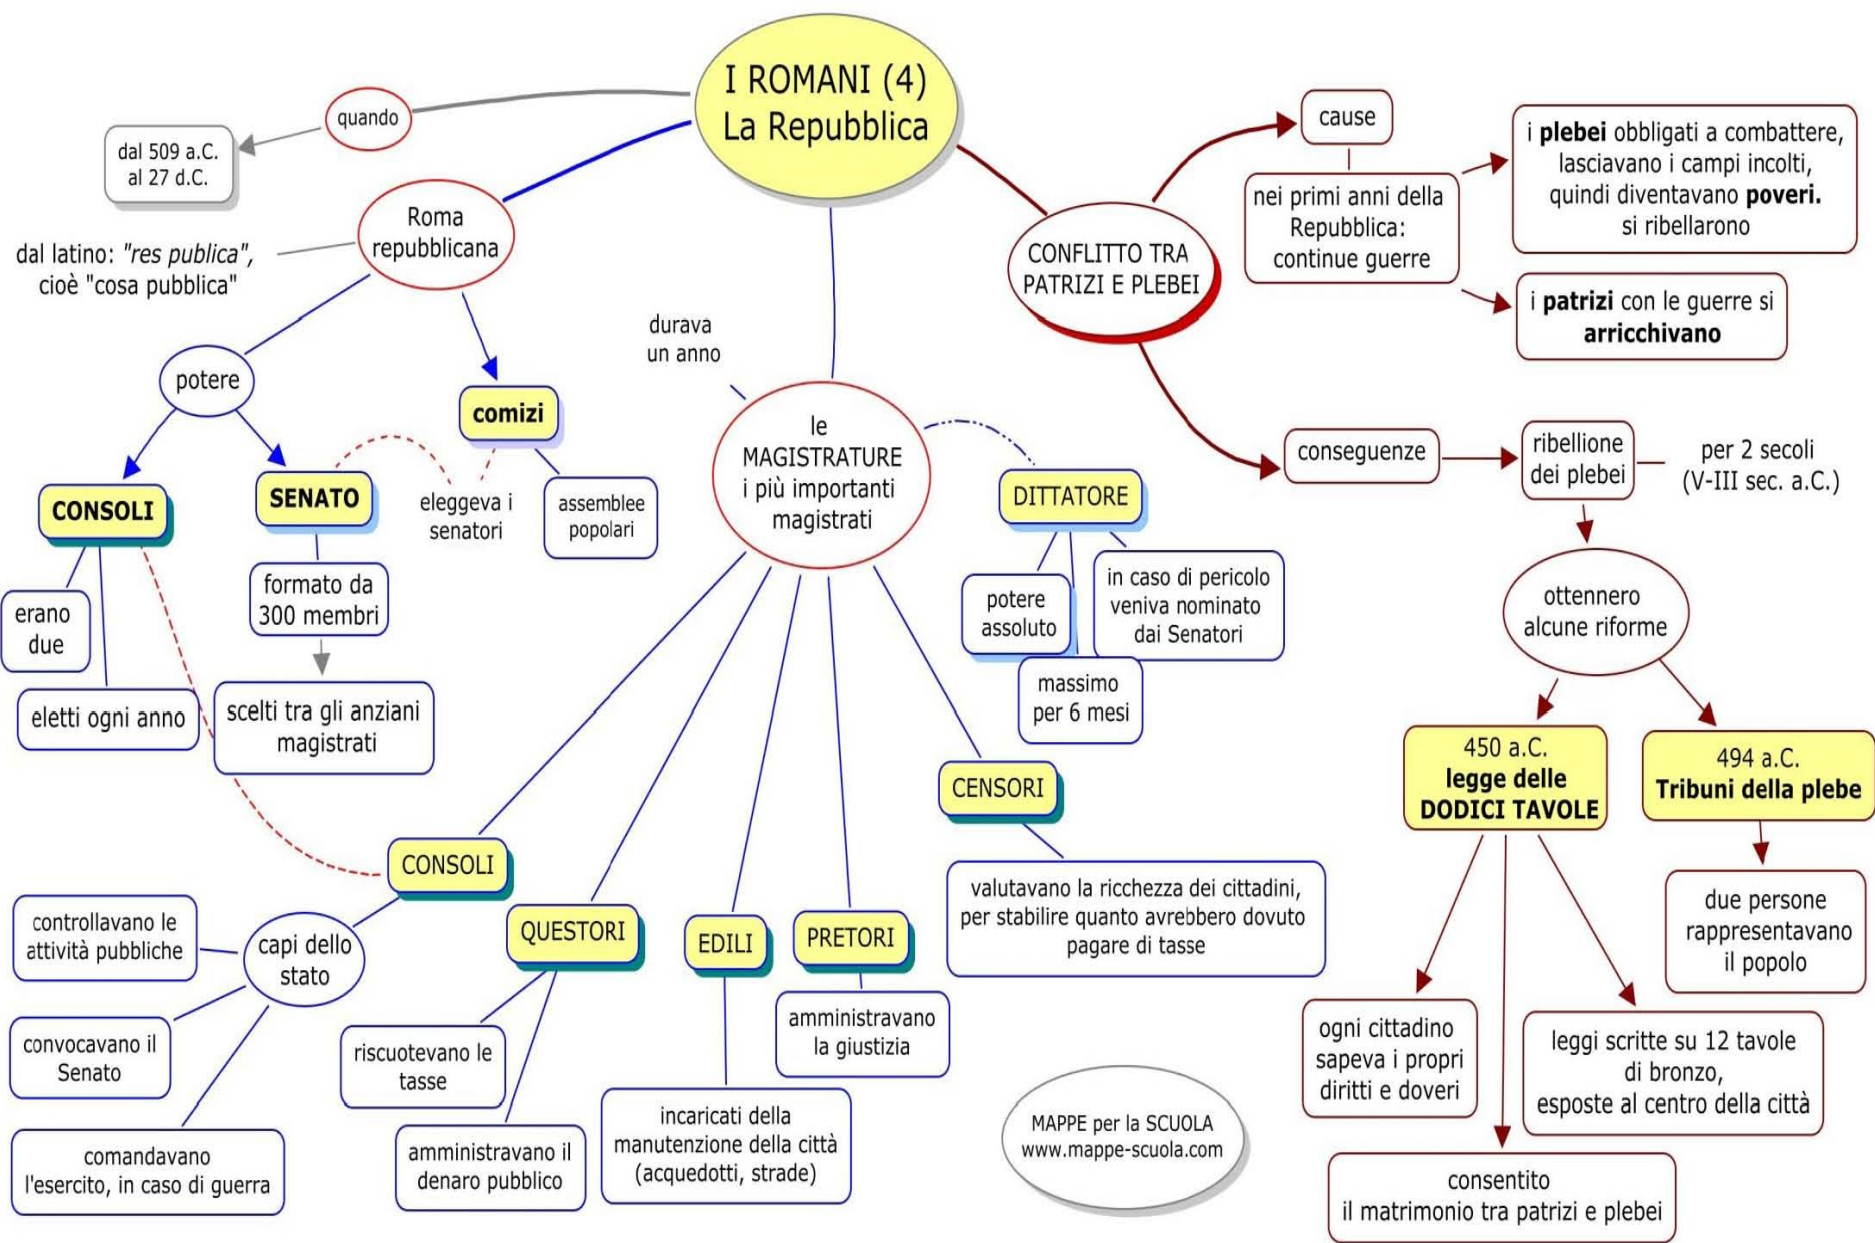 I ROMANI (4)
La Repubblica
quando
dal 509 a.C.
al 27 d.C.
Roma
repubblicana
dal latino: "res publica",
cioè "cosa pubblica"
potere
CONSOLI
erano
due
eletti ogni anno
SENATO
formato da
300 membri
scelti tra gli anziani
magistrati
comizi
eleggeva i
senatori
assemblee
popolari
durava
un anno
le
MAGISTRATURE
i più importanti
magistrati
DITTATORE
potere
assoluto
massimo
per 6 mesi
in caso di pericolo
veniva nominato
dai Senatori
CONSOLI
capi dello
stato
controllavano le
attività pubbliche
convocavano il
Senato
comandavano
l'esercito, in caso di guerra
QUESTORI
riscuotevano le
tasse
amministravano il
denaro pubblico
EDILI
incaricati della
manutenzione della città
(acquedotti, strade)
PRETORI
amministravano
la giustizia
CENSORI
valutavano la ricchezza dei cittadini,
per stabilire quanto avrebbero dovuto
pagare di tasse
CONFLITTO TRA
PATRIZI E PLEBEI
cause
nei primi anni della
Repubblica:
continue guerre
i plebei obbligati a combattere,
lasciavano i campi incolti,
quindi diventavano poveri.
si ribellarono
i patrizi con le guerre si
arricchivano
conseguenze
ribellione
dei plebei
per 2 secoli
(V-III sec. a.C.)
ottennero
alcune riforme
450 a.C.
legge delle
DODICI TAVOLE
ogni cittadino
sapeva i propri
diritti e doveri
consentito
il matrimonio tra patrizi e plebei
leggi scritte su 12 tavole
di bronzo,
esposte al centro della città
494 a.C.
Tribuni della plebe
due persone
rappresentavano
il popolo
MAPPE per la SCUOLA
www.mappe-scuola.com